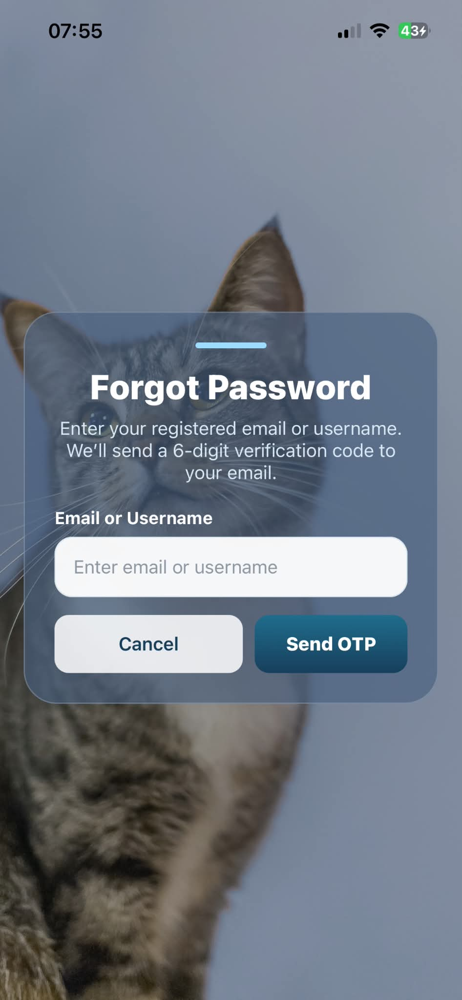 07:55
43
Forgot Password
Enter your registered email or username.
We’ll send a 6-digit verification code to
your email.
Email or Username
Enter email or username
Cancel
Send OTP